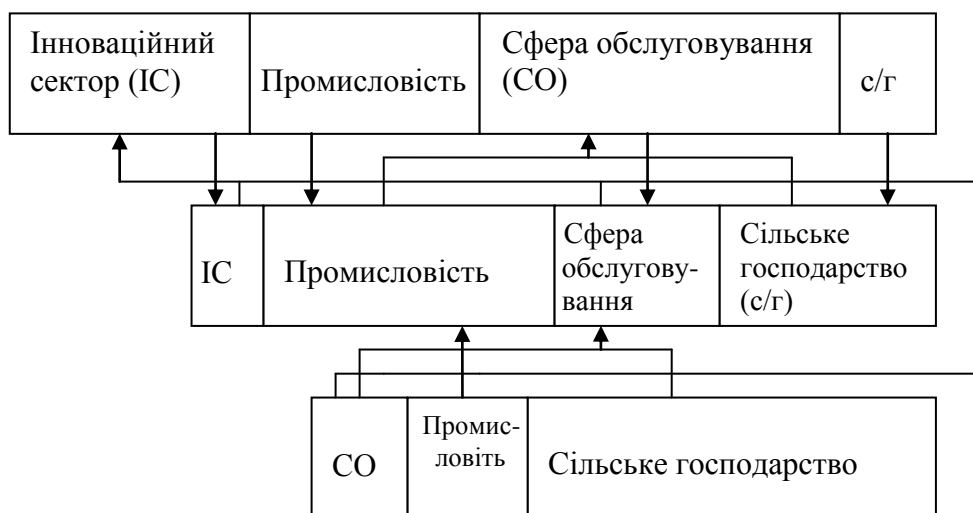 Інноваційний
сектор (ІС)
Промисловість
Сфера обслуговування
(СО)
с/г
ІС
Промисловість
Сфера
обслугову-
вання
Сільське
господарство
(с/г)
СО
Промис-
ловіть
Сільське господарство